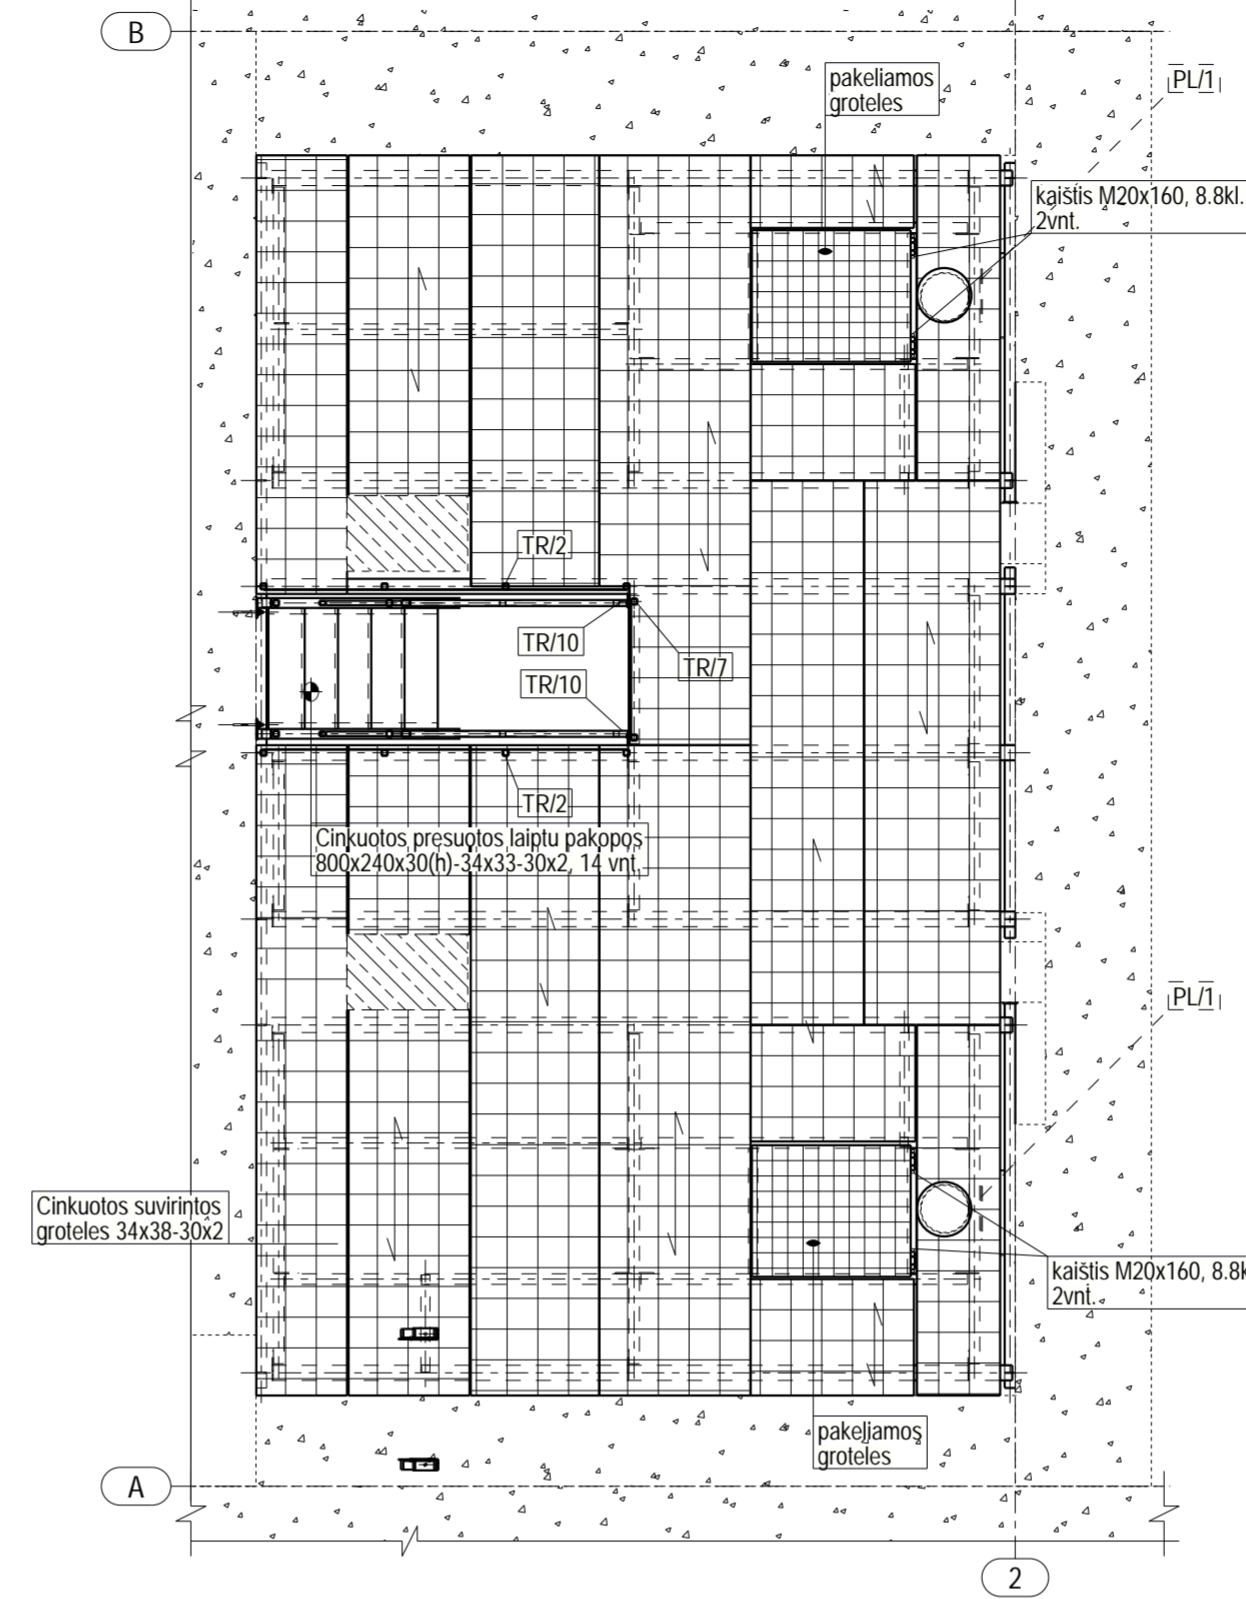 B
pakeliamos
groteles
PL/1
kaištis M20x160, 8.8kl.
2vnt.
TR/2
TR/10
TR/7
TR/10
TR/2
Cinkuotos presuotos laiptu pakopos
800x240x30(h)-34x33-30x2, 14 vnt.
PL/1
Cinkuotos suvirintos
groteles 34x38-30x2
kaištis M20x160, 8.8k
2vnt.
pakeliamos
groteles
A
2